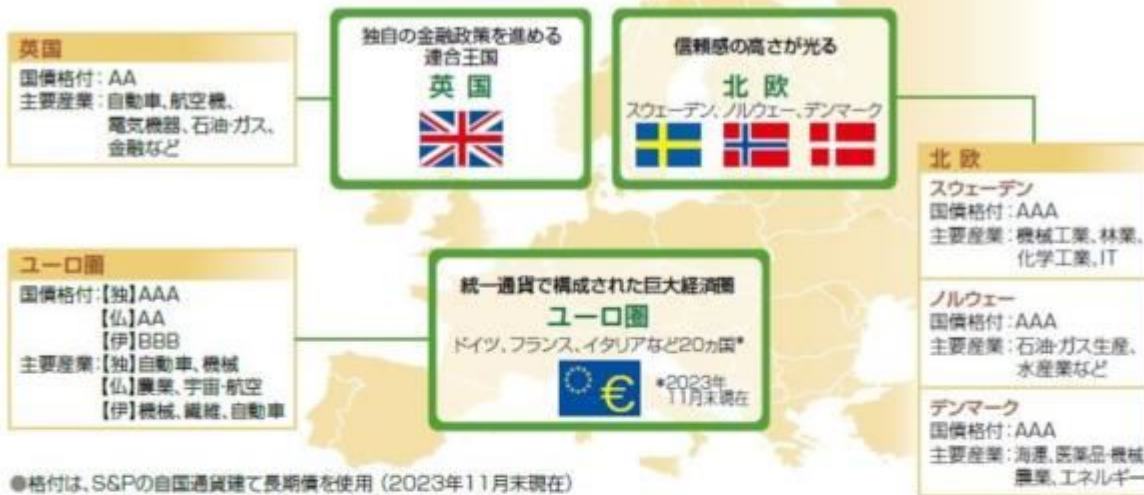 英国
国債格付：AA
主要産業：自動車、航空機、
電気機器、石油・ガス、
金融など
独自の金融政策を進める
連合王国
英国
信頼感の高さが光る
北欧
スウェーデン、ノルウェー、デンマーク
北欧
スウェーデン
国債格付：AAA
主要産業：機械工業、林業、
化学工業、IT
ノルウェー
国債格付：AAA
主要産業：石油・ガス生産、
水産業など
デンマーク
国債格付：AAA
主要産業：海運、医薬品・機械
農業、エネルギー
ユーロ圏
国債格付：【独】AAA
【仏】AA
【伊】BBB
主要産業：【独】自動車、機械
【仏】農業、宇宙・航空
【伊】機械、繊維、自動車
統一通貨で構成された巨大経済圏
ユーロ圏
ドイツ、フランス、イタリアなど20ヵ国*
€
*2023年
11月末現在
●格付は、S&Pの自国通貨建て長期債を使用（2023年11月末現在）